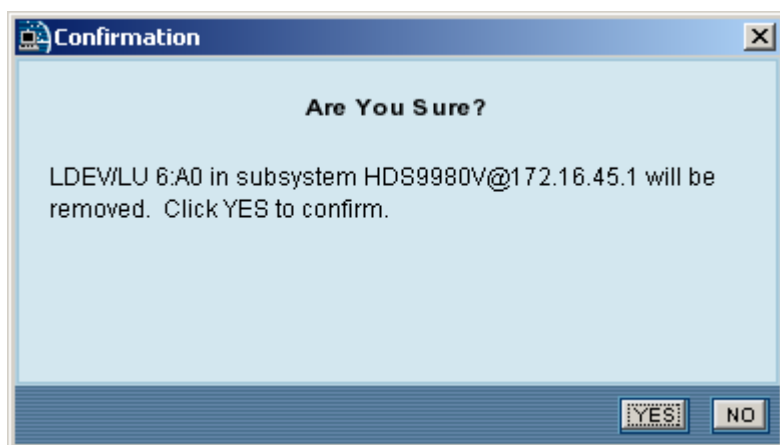 Confirmation
Are You Sure?
LDEV/LU 6:A0 in subsystem HDS9980V@172.16.45.1 will be
removed.  Click YES to confirm.
YES NO